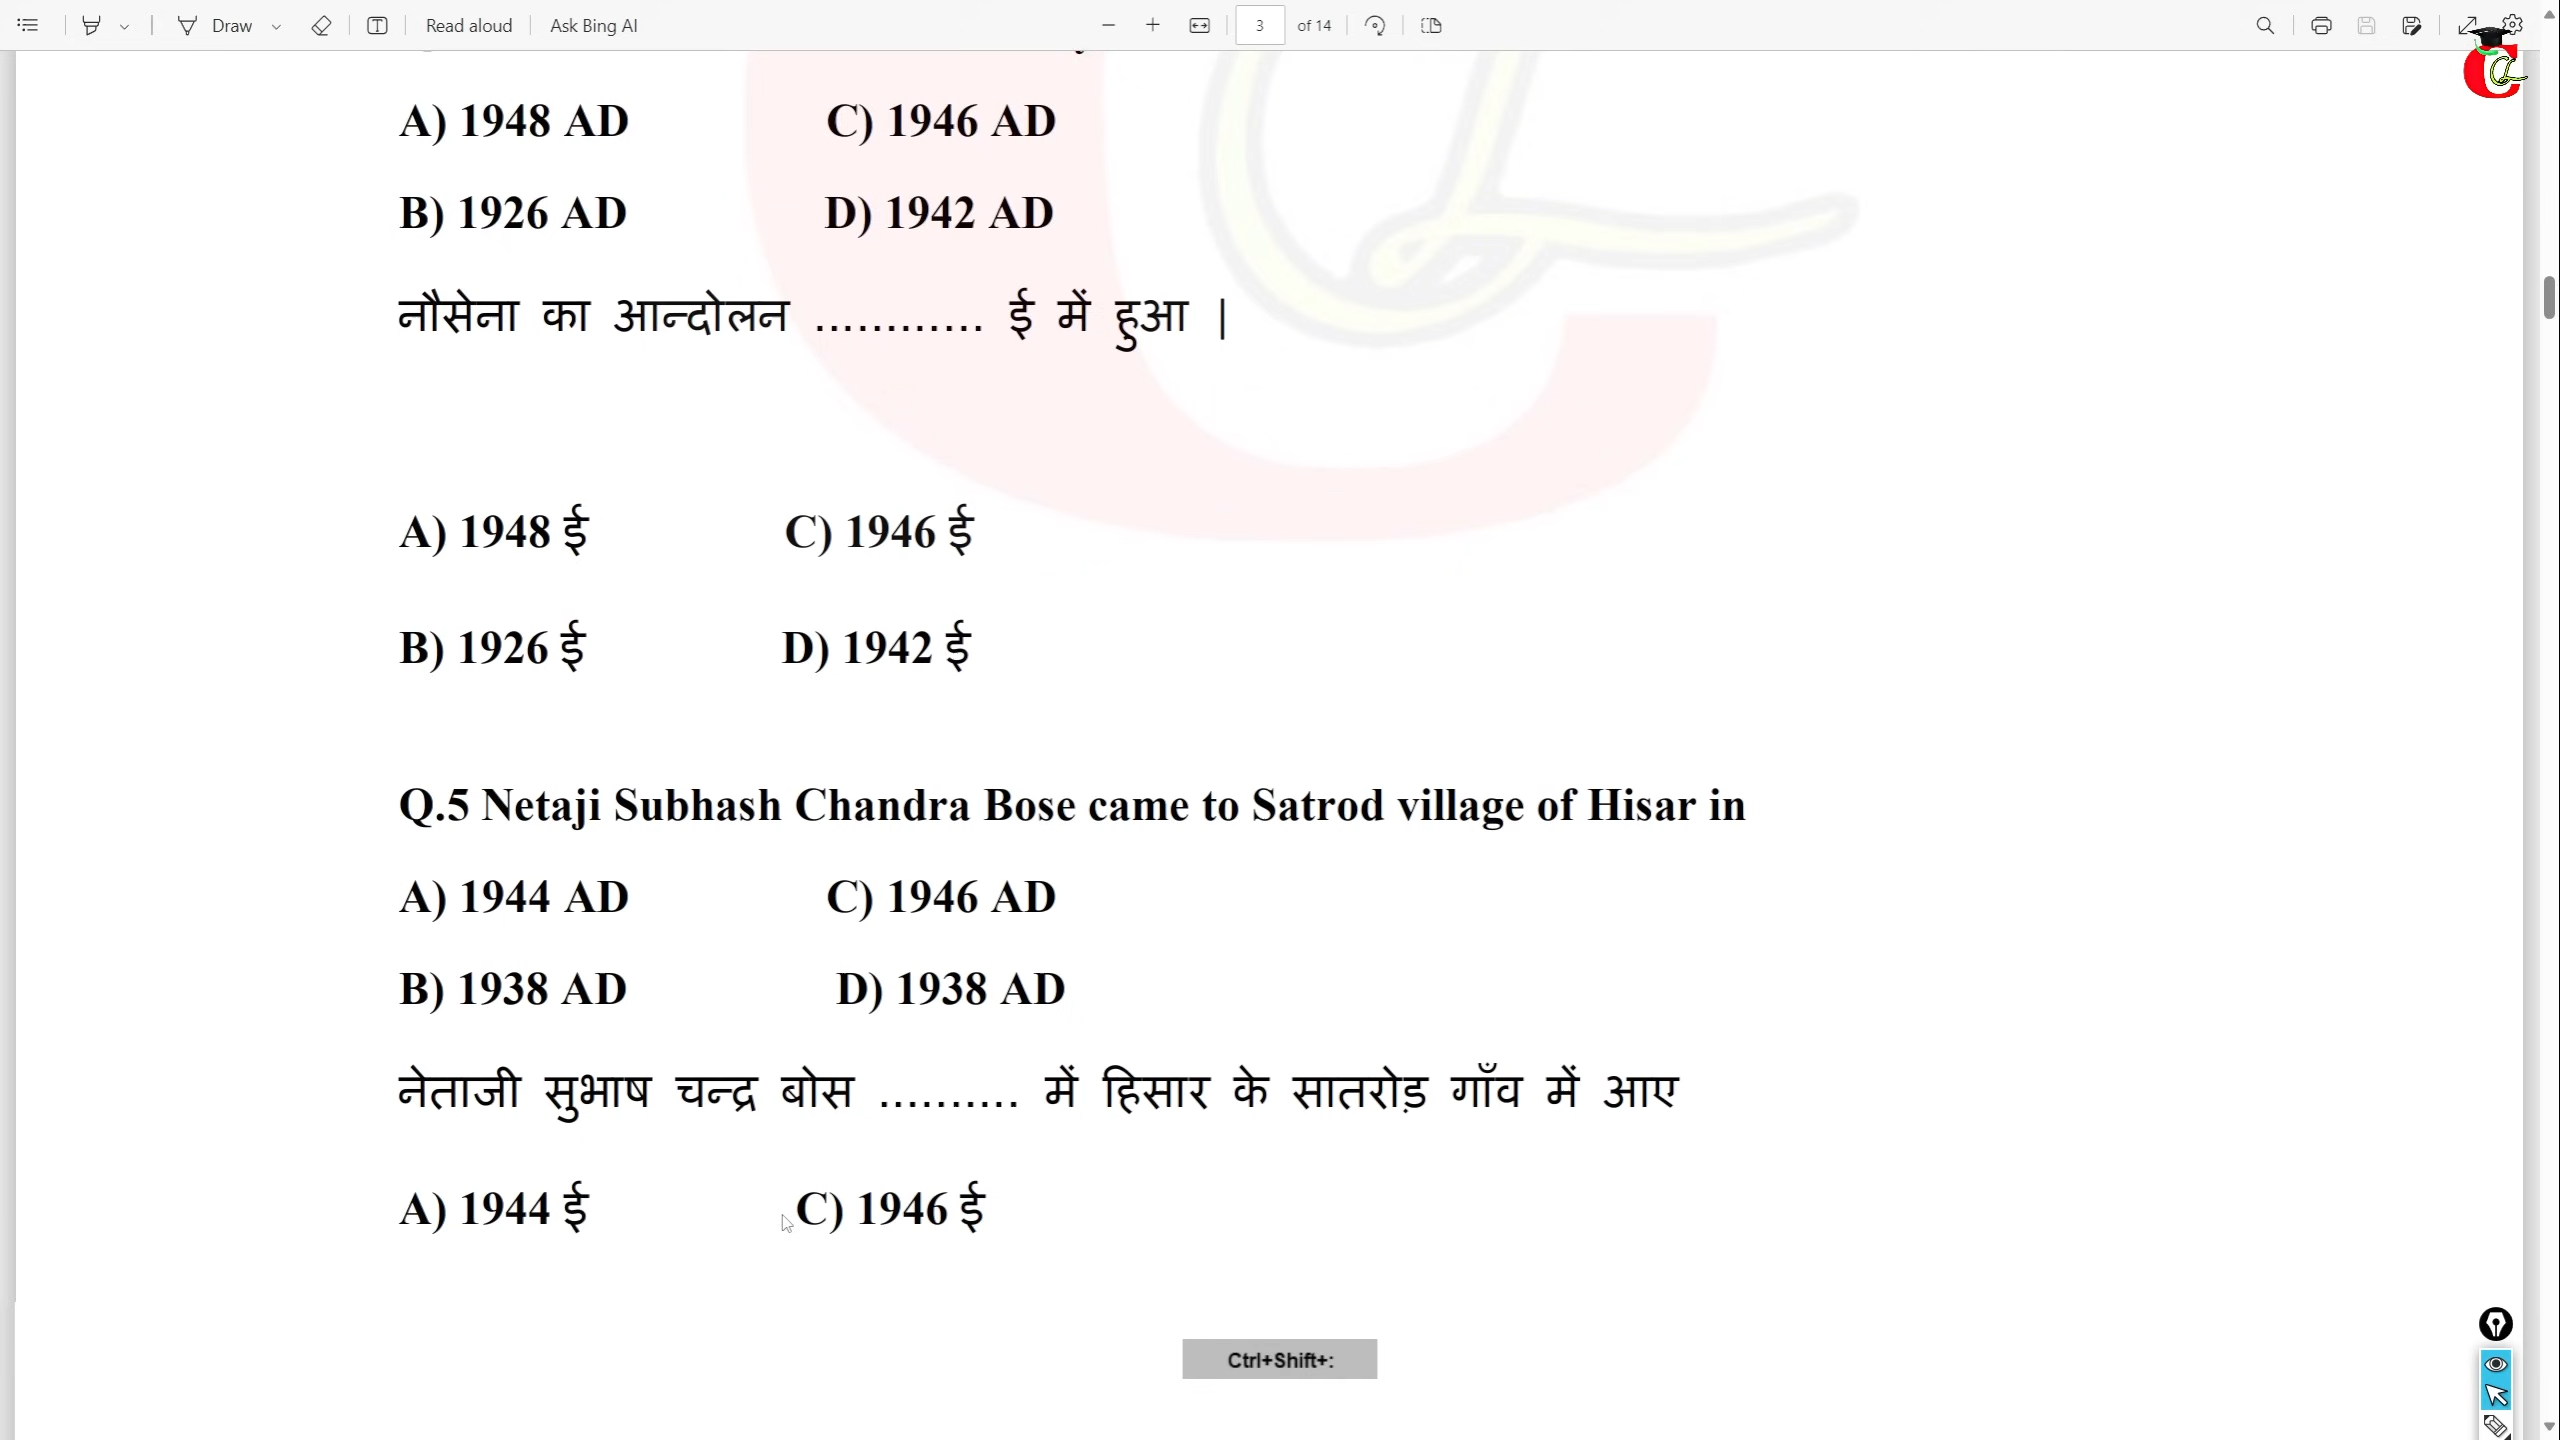 Draw
Read aloud
Ask Bing AI
3 of 14
A) 1948 AD C) 1946 AD
B) 1926 AD D) 1942 AD
नौसेना का आन्दोलन ............ ई में हुआ |
A) 1948 ई C) 1946 ई
B) 1926 ई D) 1942 ई
Q.5 Netaji Subhash Chandra Bose came to Satrod village of Hisar in
A) 1944 AD C) 1946 AD
B) 1938 AD D) 1938 AD
नेताजी सुभाष चन्द्र बोस .......... में हिसार के सातरोड़ गाँव में आए
A) 1944 ई C) 1946 ई
Ctrl+Shift+: